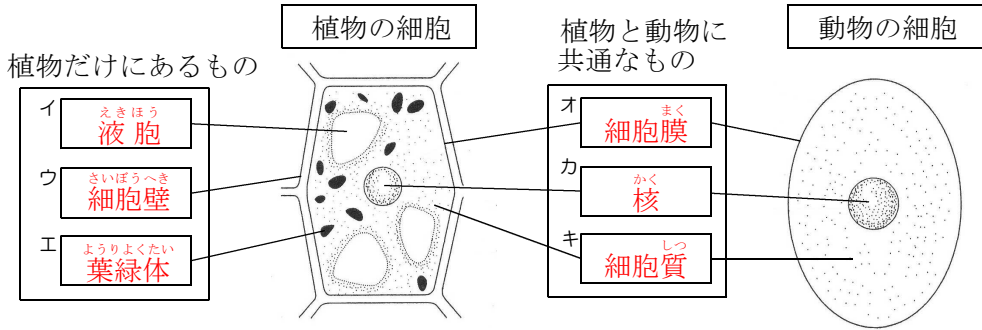 植物の細胞
植物と動物に
共通なもの
動物の細胞
植物だけにあるもの
イ
えきほう
液胞
ウ
さいぼうへき
細胞壁
エ
ようりよくたい
葉緑体
オ
まく
細胞膜
カ
かく
核
キ
しつ
細胞質